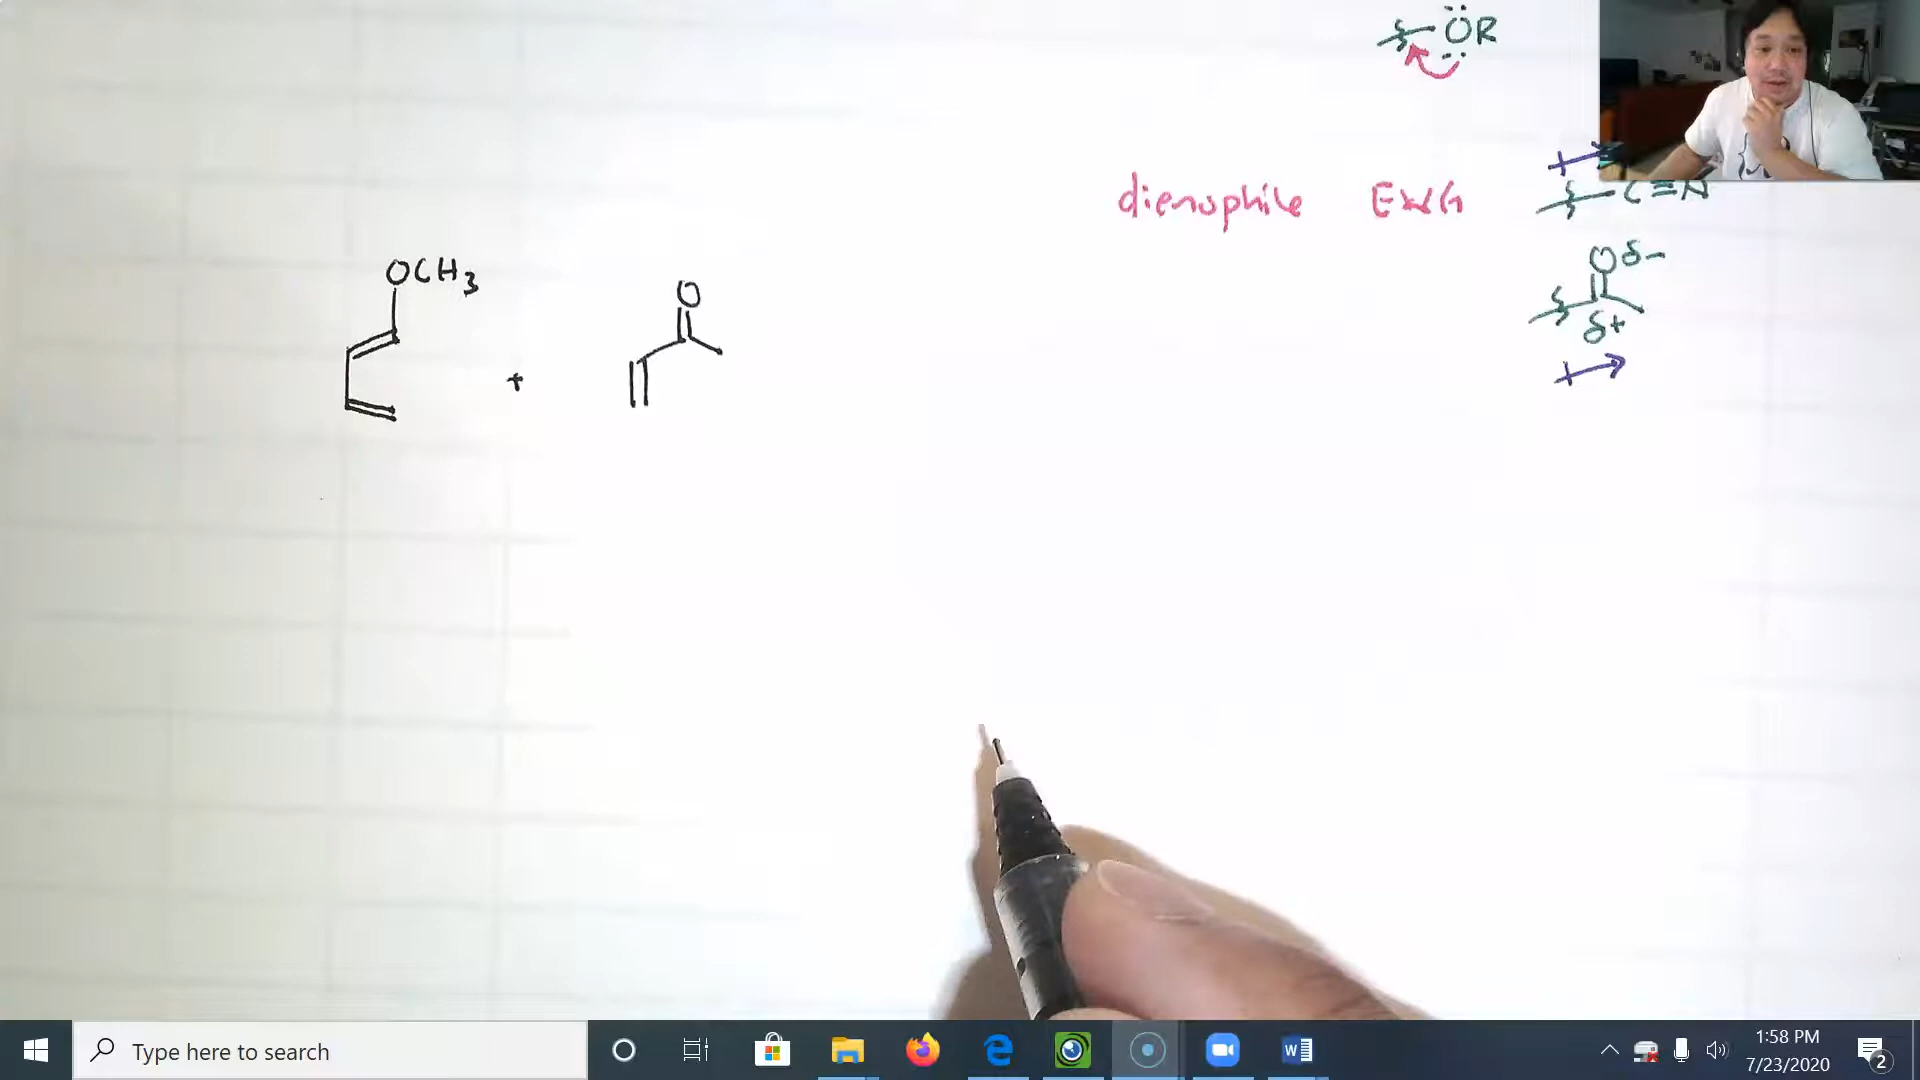 ÖR
dienophile EWG C≡N
Oδ-
δ+
OCH3
O
+
Type here to search
1:58 PM
7/23/2020
2